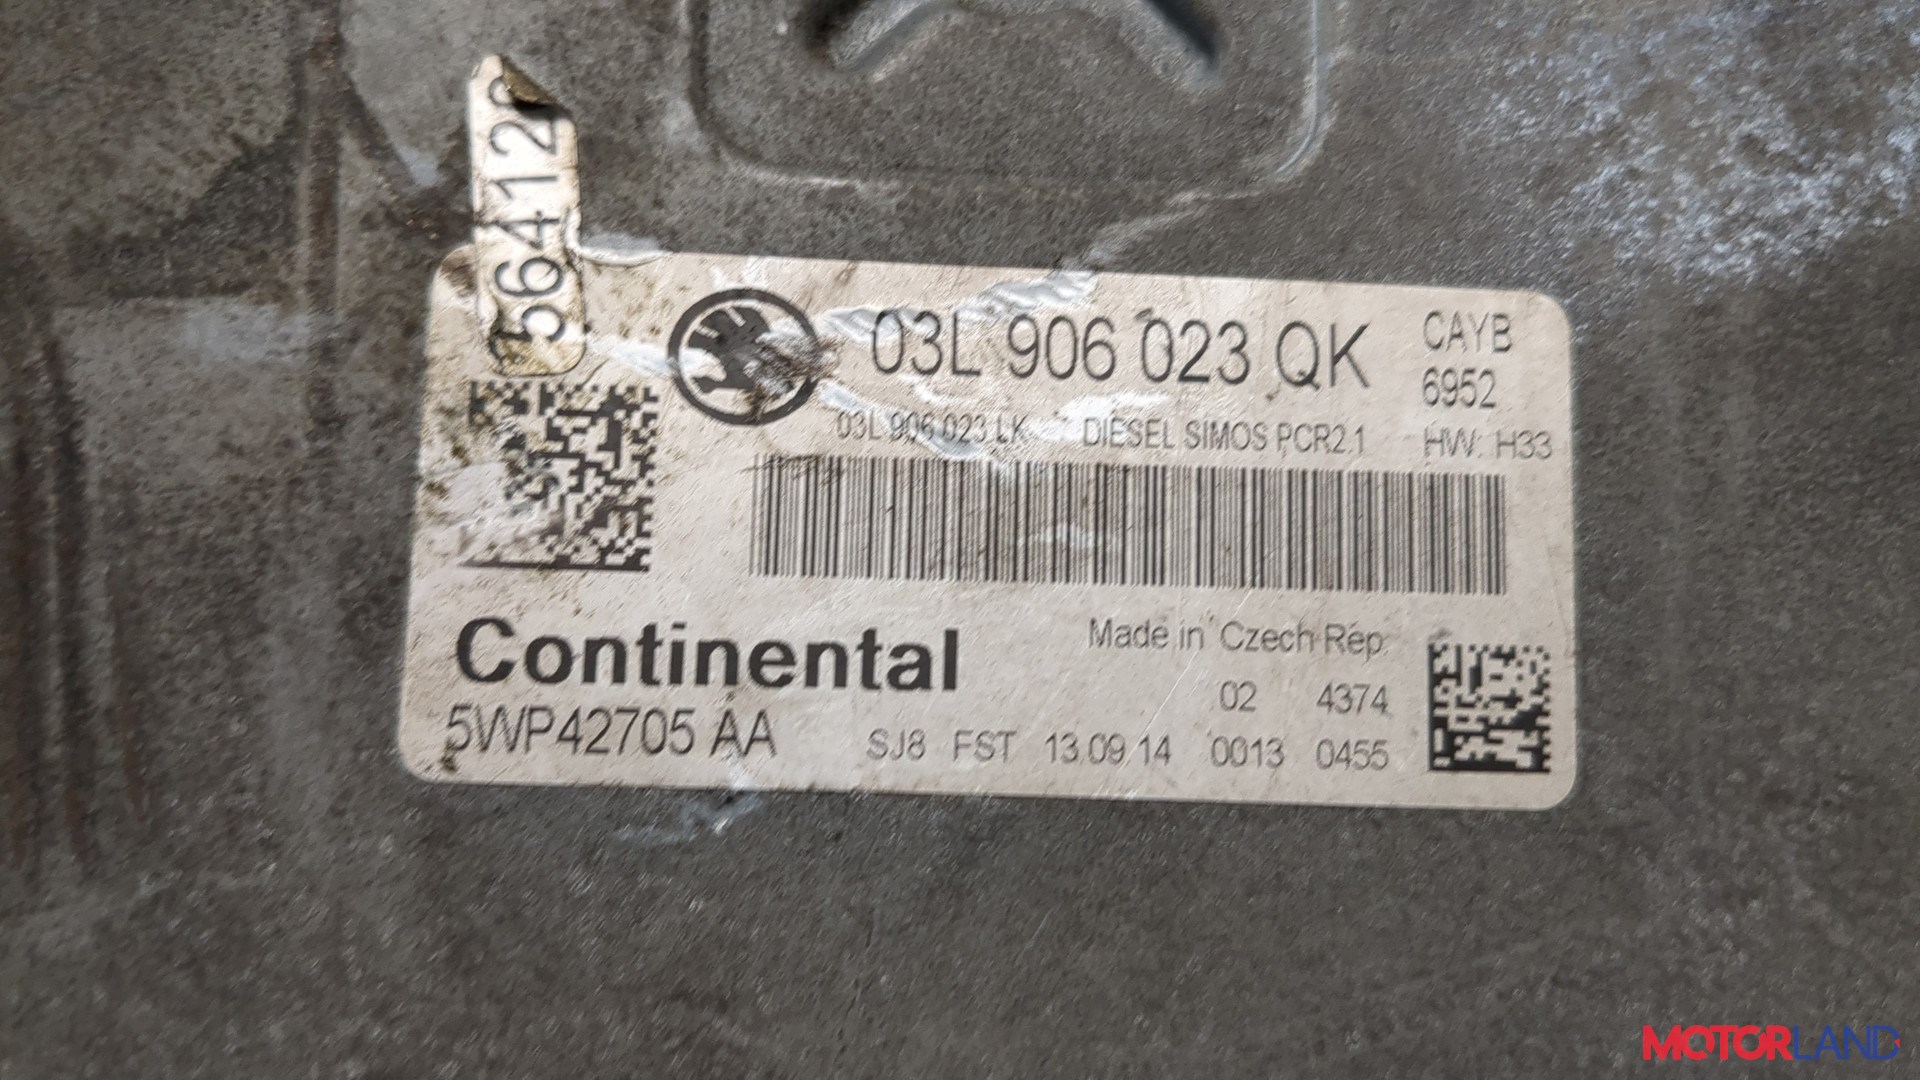 56412
03L 906 023 QK
CAYB
6952
03L 906 023 LK DIESEL SIMOS PCR2.1 HW: H33
Continental
Made in Czech Rep.
02 4374
5WP42705 AA
SJ8 FST 13.09.14 0013 0455
MOTORLAND